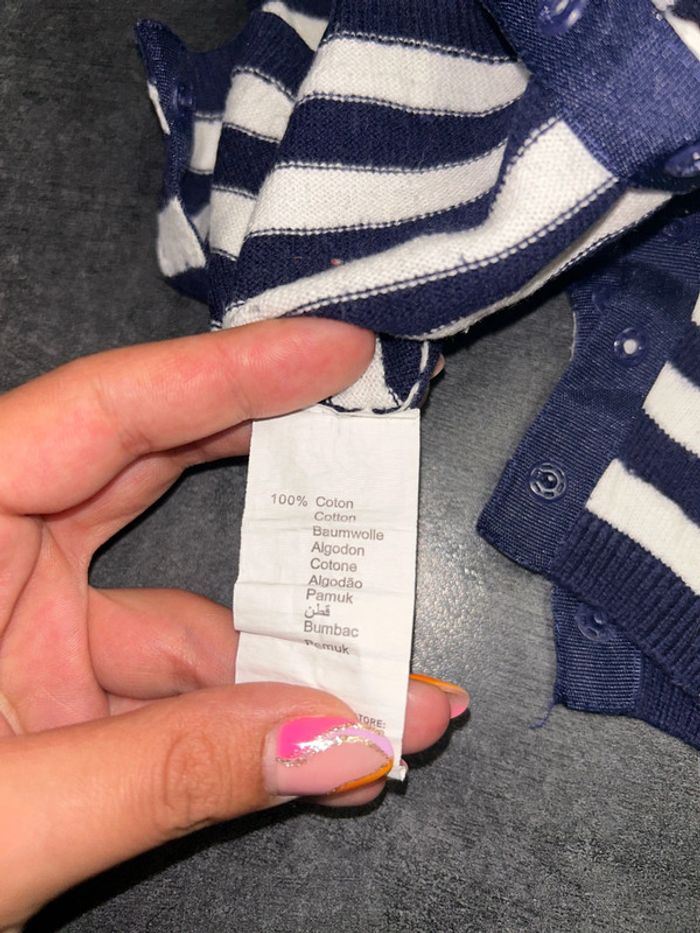 100% Coton
Cotton
Baumwolle
Algodon
Cotone
Algodão
Pamuk
قطن
Bumbac
Pamuk